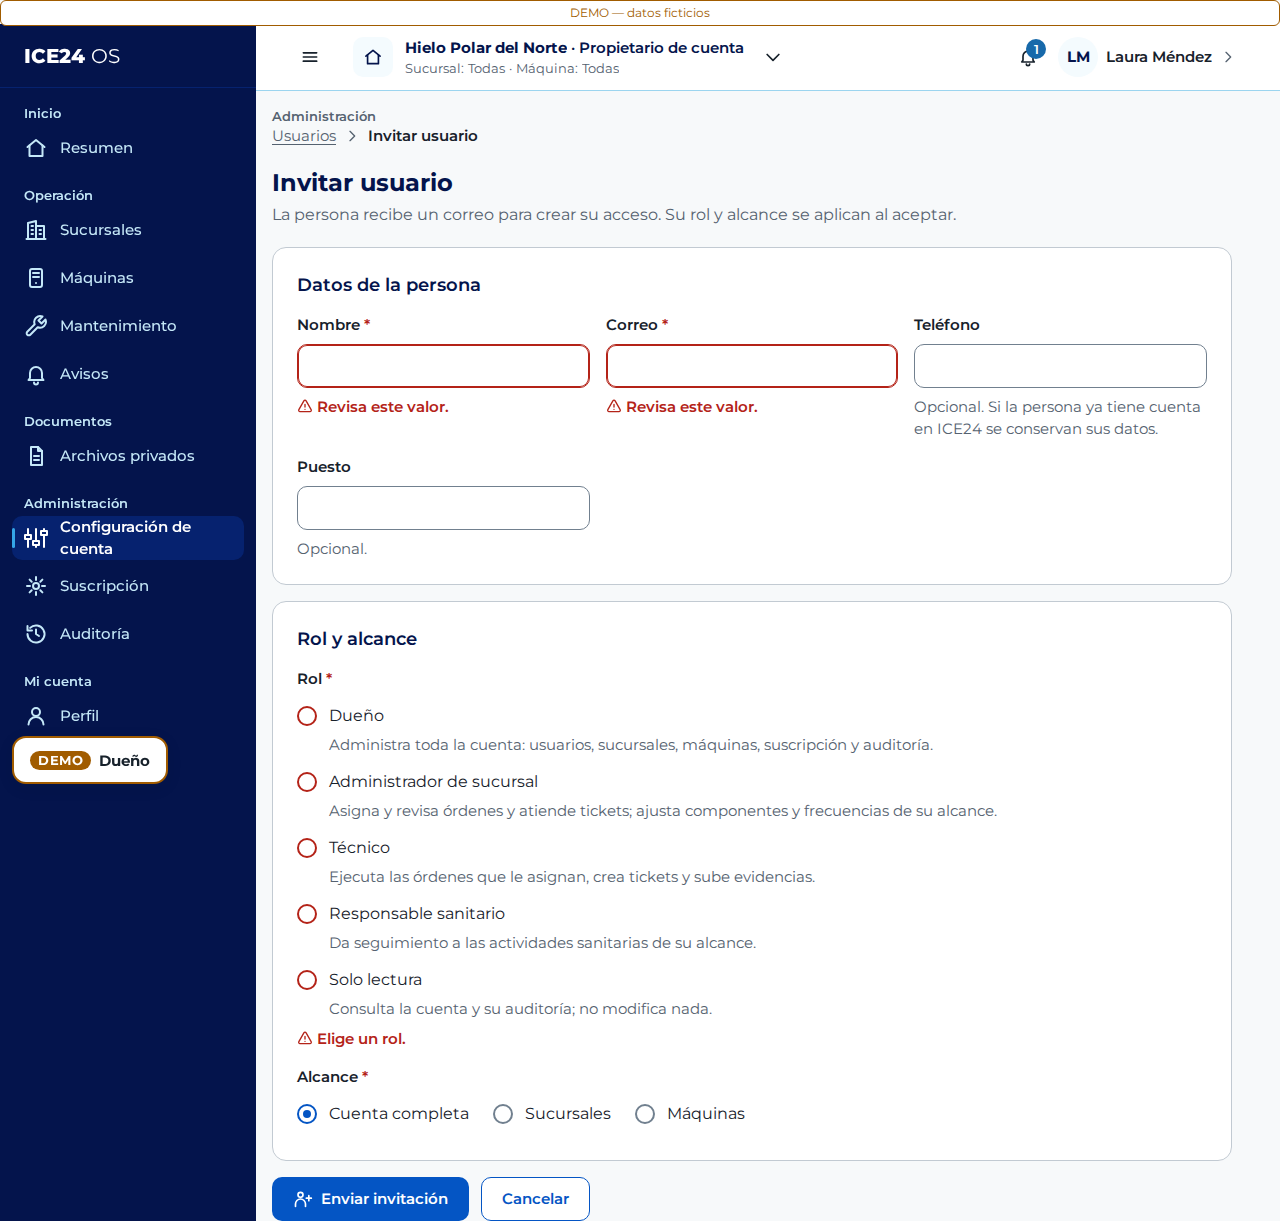 DEMO — datos ficticios
ICE24 OS
Inicio
Resumen
Operación
Sucursales
Máquinas
Mantenimiento
Avisos
Documentos
Archivos privados
Administración
Configuración de
cuenta
Suscripción
Auditoría
Mi cuenta
Perfil
DEMO Dueño
Hielo Polar del Norte · Propietario de cuenta
Sucursal: Todas · Máquina: Todas
1
LM Laura Méndez
Administración
Usuarios > Invitar usuario
Invitar usuario
La persona recibe un correo para crear su acceso. Su rol y alcance se aplican al aceptar.
Datos de la persona
Nombre * Correo * Teléfono
Revisa este valor. Revisa este valor. Opcional. Si la persona ya tiene cuenta
en ICE24 se conservan sus datos.
Puesto
Opcional.
Rol y alcance
Rol *
Dueño
Administra toda la cuenta: usuarios, sucursales, máquinas, suscripción y auditoría.
Administrador de sucursal
Asigna y revisa órdenes y atiende tickets; ajusta componentes y frecuencias de su alcance.
Técnico
Ejecuta las órdenes que le asignan, crea tickets y sube evidencias.
Responsable sanitario
Da seguimiento a las actividades sanitarias de su alcance.
Solo lectura
Consulta la cuenta y su auditoría; no modifica nada.
Elige un rol.
Alcance *
Cuenta completa Sucursales Máquinas
Enviar invitación Cancelar